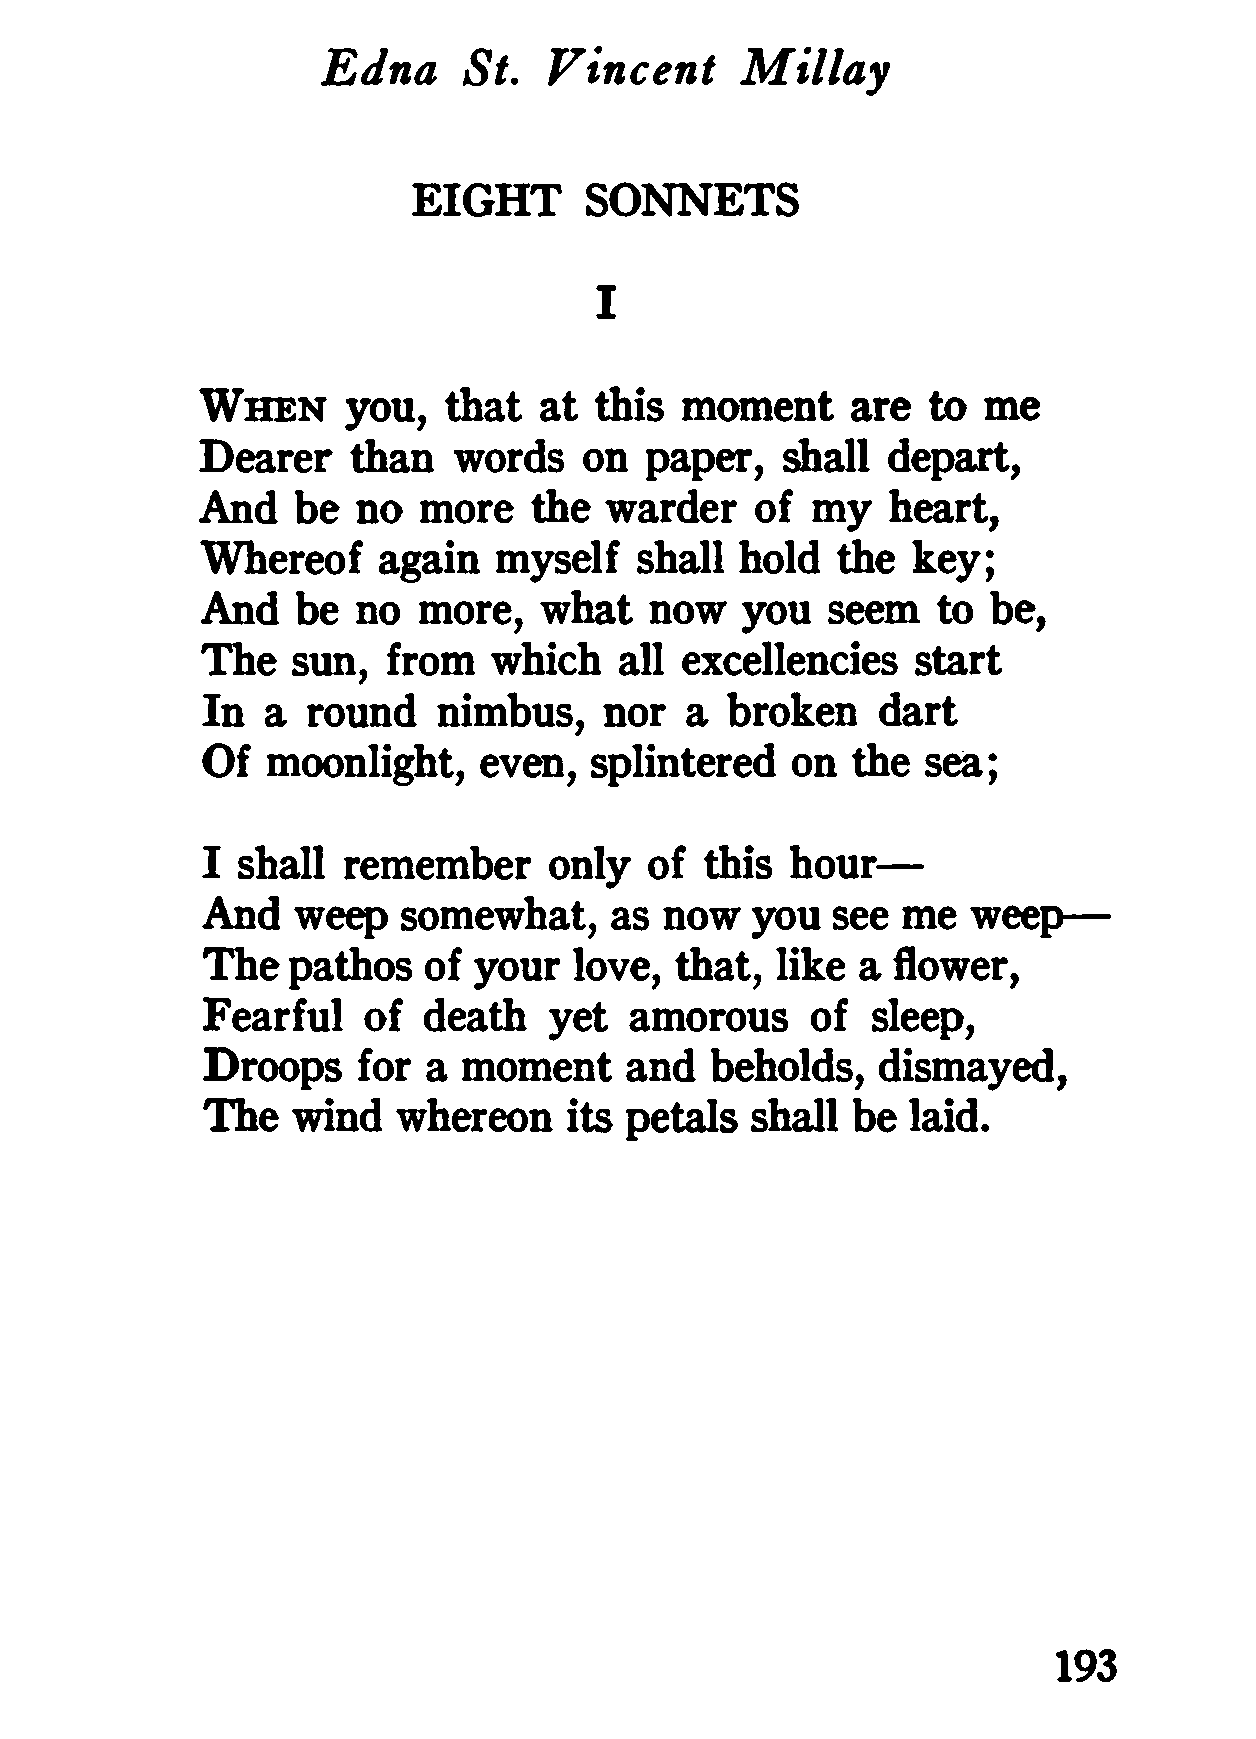 Edna St. Vincent Millay
EIGHT SONNETS
I
WHEN you, that at this moment are to me
Dearer than words on paper, shall depart,
And be no more the warder of my heart,
Whereof again myself shall hold the key;
And be no more, what now you seem to be,
The sun, from which all excellencies start
In a round nimbus, nor a broken dart
Of moonlight, even, splintered on the sea;
I shall remember only of this hour—
And weep somewhat, as now you see me weep—
The pathos of your love, that, like a flower,
Fearful of death yet amorous of sleep,
Droops for a moment and beholds, dismayed,
The wind whereon its petals shall be laid.
193